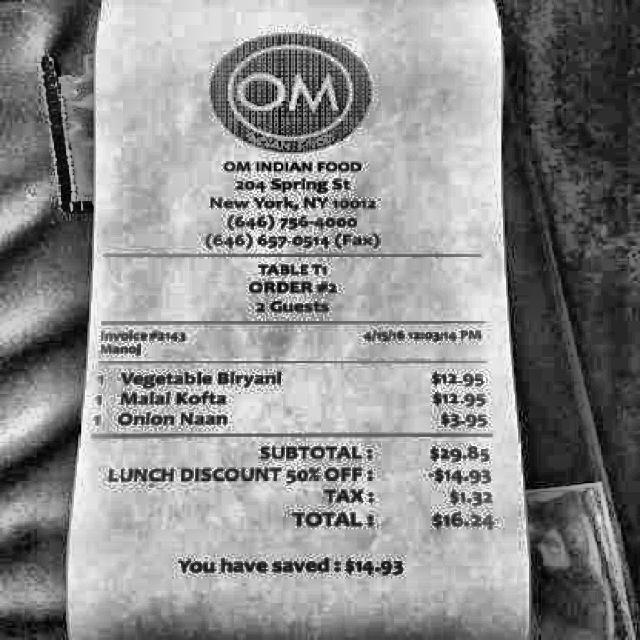 OM
OM INDIAN FOOD
204 Spring St
New York, NY 10012
(646) 756-4000
(646) 657-0514 (Fax)
TABLE T1
ORDER #2
2 Guests
Invoice#2143 4/15/16 12:03:14 PM
Manoj
1 Vegetable Biryani $12.95
1 Malai Kofta $12.95
1 Onion Naan $3.95
SUBTOTAL : $29.85
LUNCH DISCOUNT 50% OFF : -$14.93
TAX : $1.32
TOTAL : $16.24
You have saved : $14.93